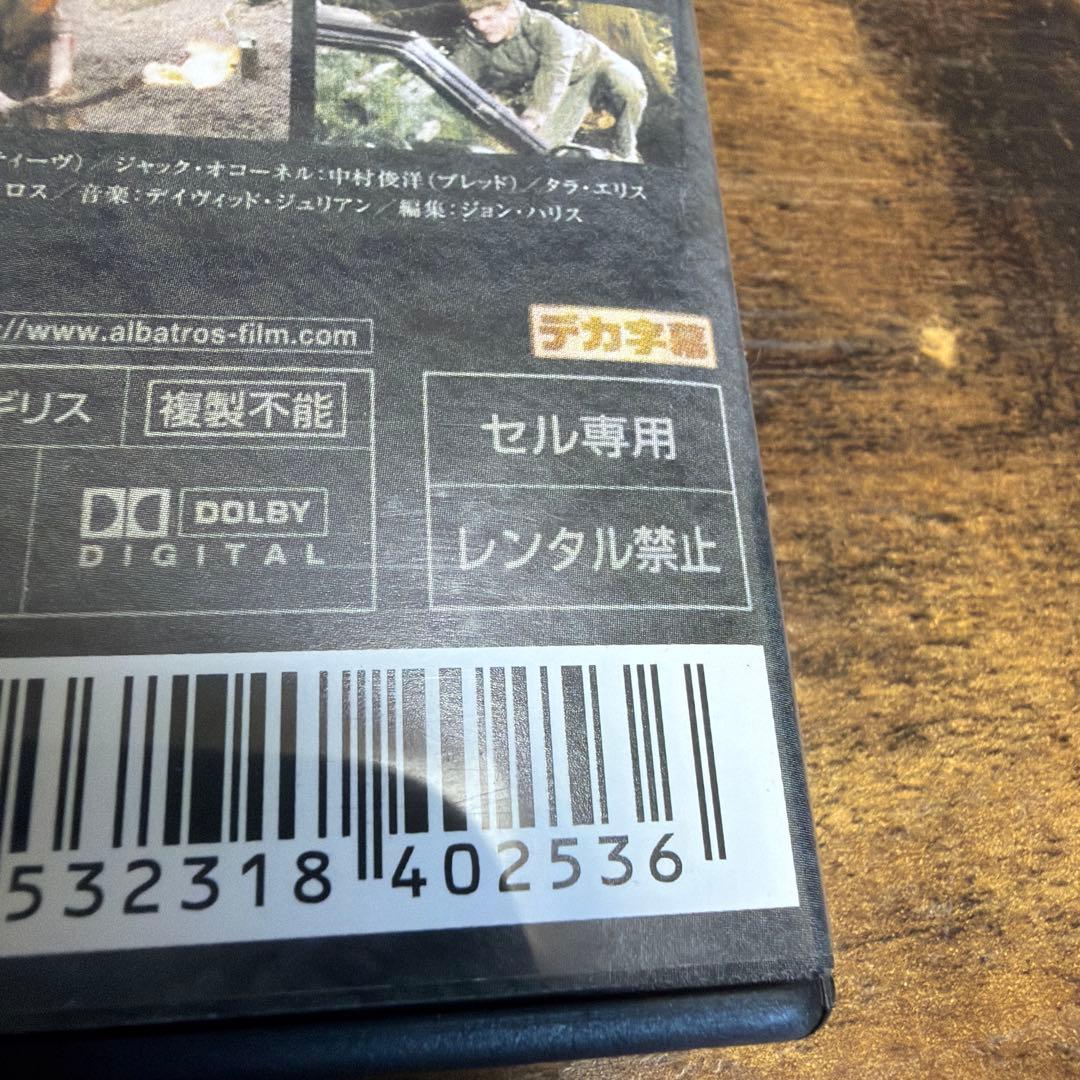 ティーヴ)／ジャック・オコーネル:中村俊洋(ブレッド)／タラ・エリス
ロス／音楽:デイヴィッド・ジュリアン／編集:ジョン・ハリス
://www.albatros-film.com
デカ字幕
ギリス
複製不能
セル専用
DOLBY
DIGITAL
レンタル禁止
532318 402536